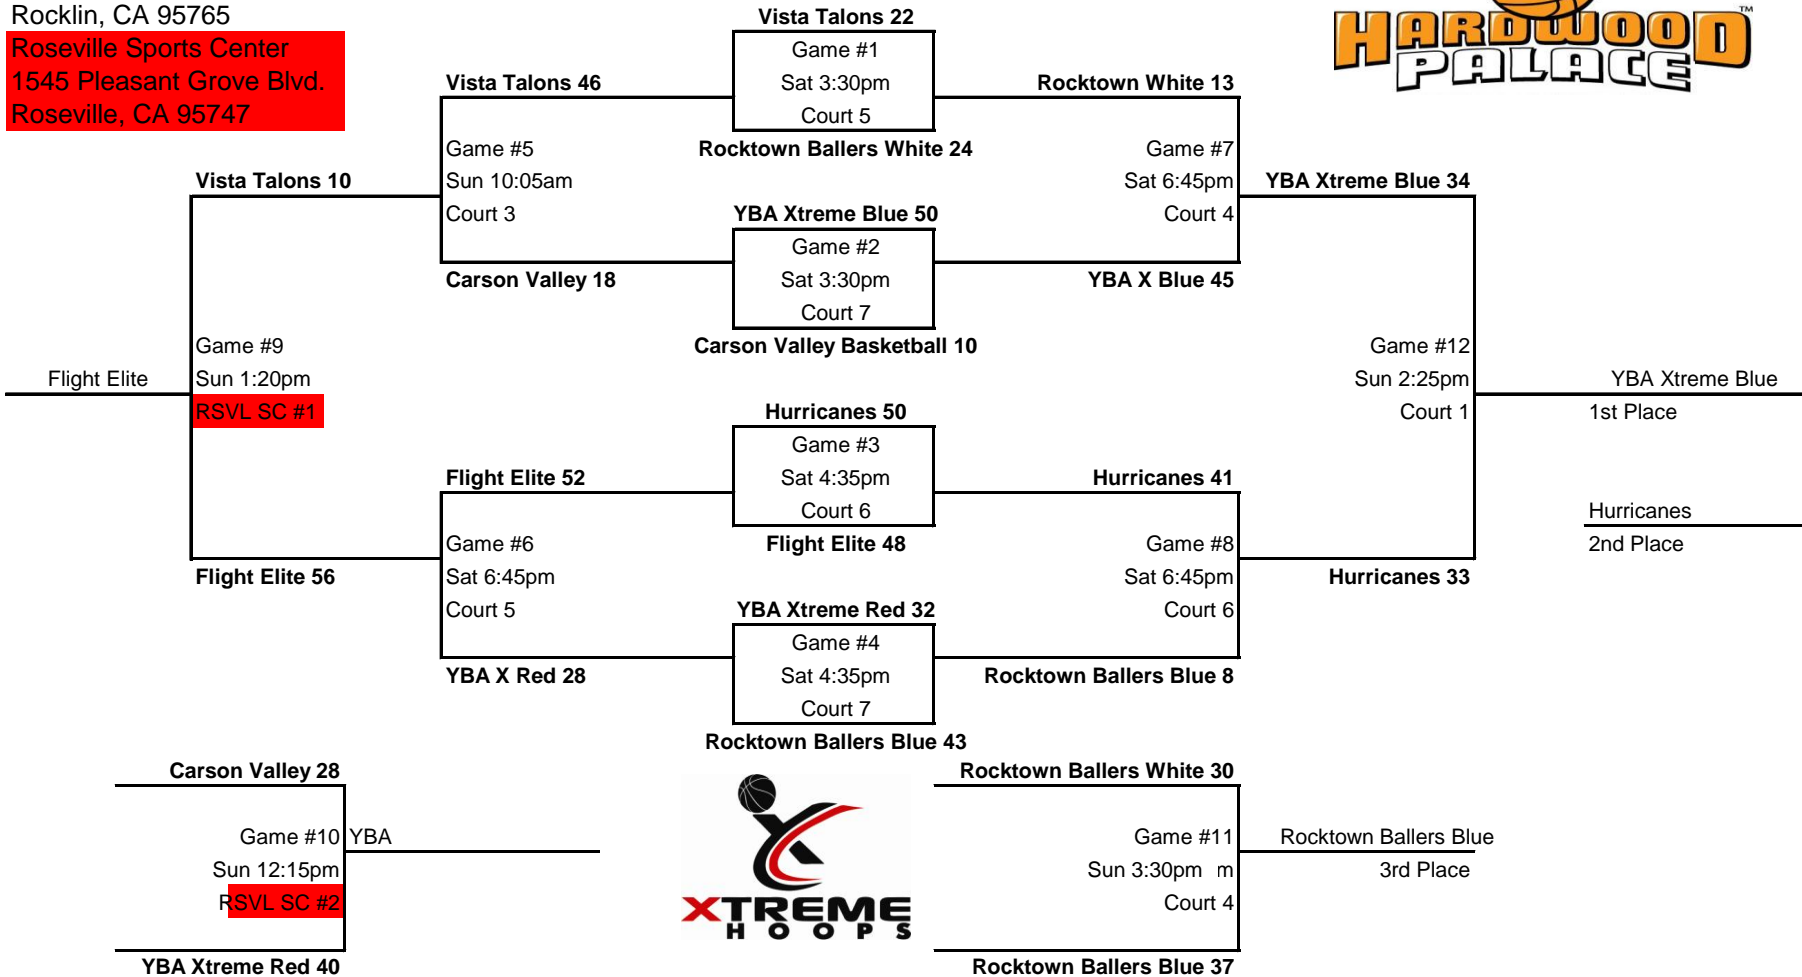 Rocklin, CA 95765
Roseville Sports Center
1545 Pleasant Grove Blvd.
Roseville, CA 95747
HARDWOOD
PALACE
TM
Vista Talons 22
Game #1
Sat 3:30pm
Court 5
Rocktown Ballers White 24
Vista Talons 46
Game #5
Sun 10:05am
Court 3
Carson Valley 18
YBA Xtreme Blue 50
Game #2
Sat 3:30pm
Court 7
Carson Valley Basketball 10
Rocktown White 13
Game #7
Sat 6:45pm
Court 4
YBA X Blue 45
Vista Talons 10
Game #9
Sun 1:20pm
RSVL SC #1
Flight Elite 56
Flight Elite
YBA Xtreme Blue 34
Game #12
Sun 2:25pm
Court 1
Hurricanes 33
YBA Xtreme Blue
1st Place
Hurricanes
2nd Place
Hurricanes 50
Game #3
Sat 4:35pm
Court 6
Flight Elite 48
Flight Elite 52
Game #6
Sat 6:45pm
Court 5
YBA X Red 28
YBA Xtreme Red 32
Game #4
Sat 4:35pm
Court 7
Rocktown Ballers Blue 43
Hurricanes 41
Game #8
Sat 6:45pm
Court 6
Rocktown Ballers Blue 8
Carson Valley 28
Game #10
Sun 12:15pm
RSVL SC #2
YBA Xtreme Red 40
YBA
XTREME
HOOPS
Rocktown Ballers White 30
Game #11
Sun 3:30pm m
Court 4
Rocktown Ballers Blue 37
Rocktown Ballers Blue
3rd Place